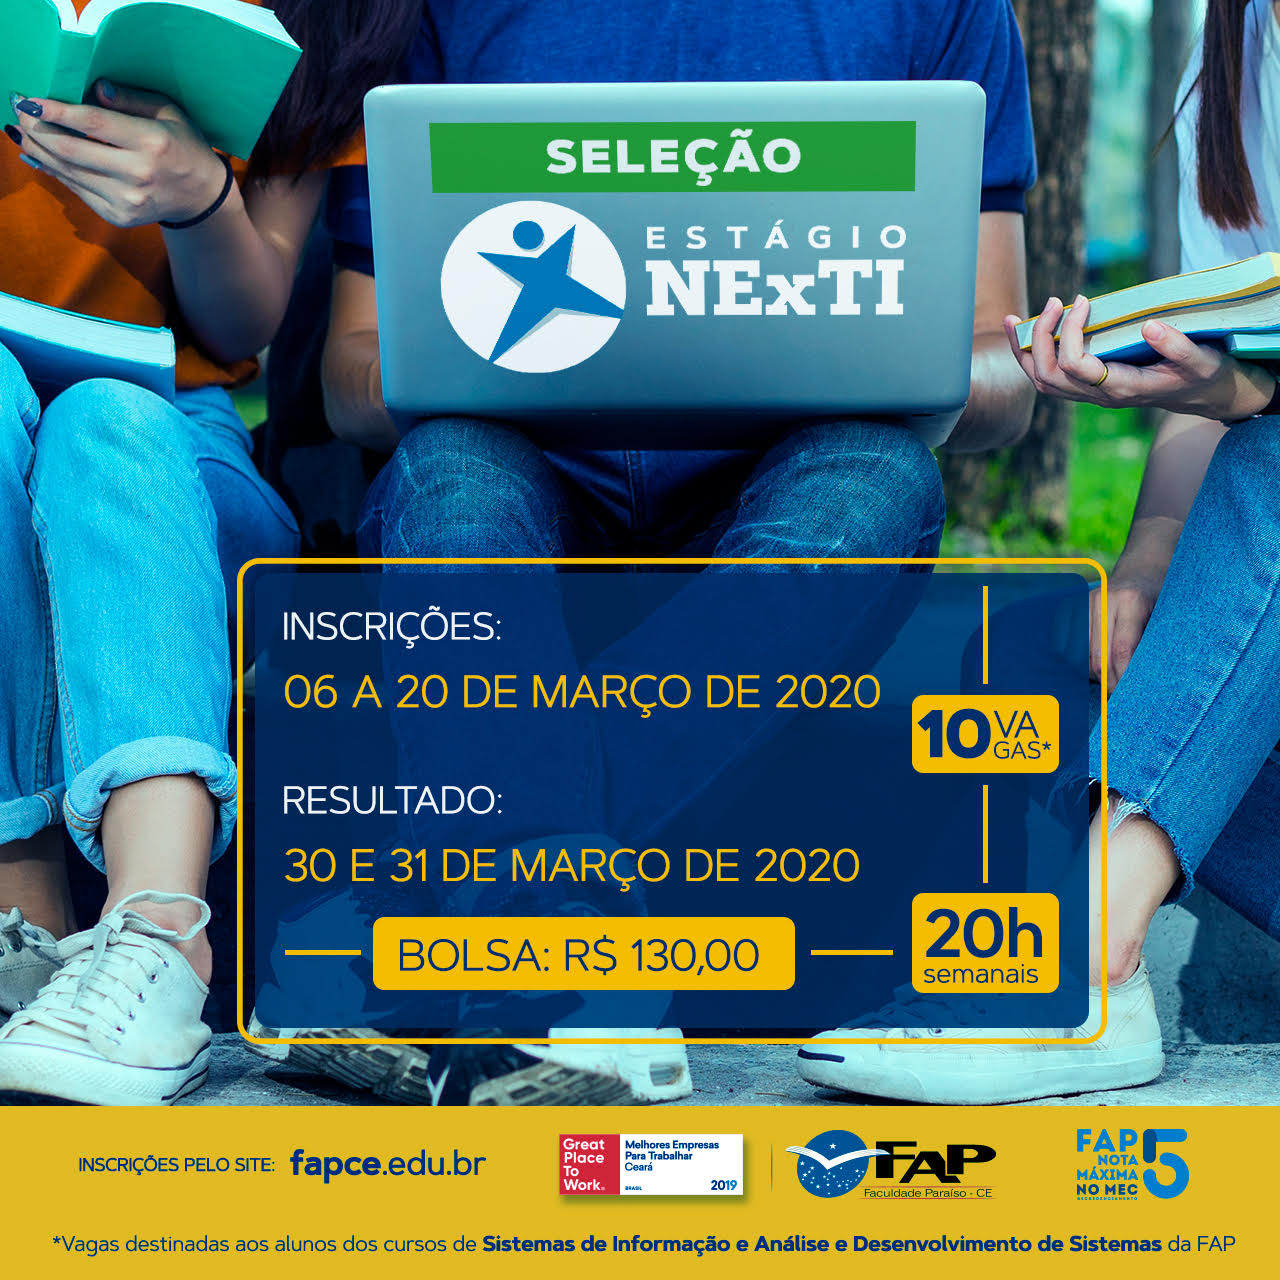 SELEÇÃO
ESTÁGIO
NExTI
INSCRIÇÕES:
06 A 20 DE MARÇO DE 2020
10 VA
GAS*
RESULTADO:
30 E 31 DE MARÇO DE 2020
BOLSA: R$ 130,00
20h
semanais
INSCRIÇÕES PELO SITE: fapce.edu.br
Great
Place
To
Work.
Melhores Empresas
Para Trabalhar
Ceará
BRASIL 2019
FAP
Faculdade Paraíso - CE
FAP 5
NOTA
MÁXIMA
NO MEC
RECREDENCIAMENTO
*Vagas destinadas aos alunos dos cursos de Sistemas de Informação e Análise e Desenvolvimento de Sistemas da FAP